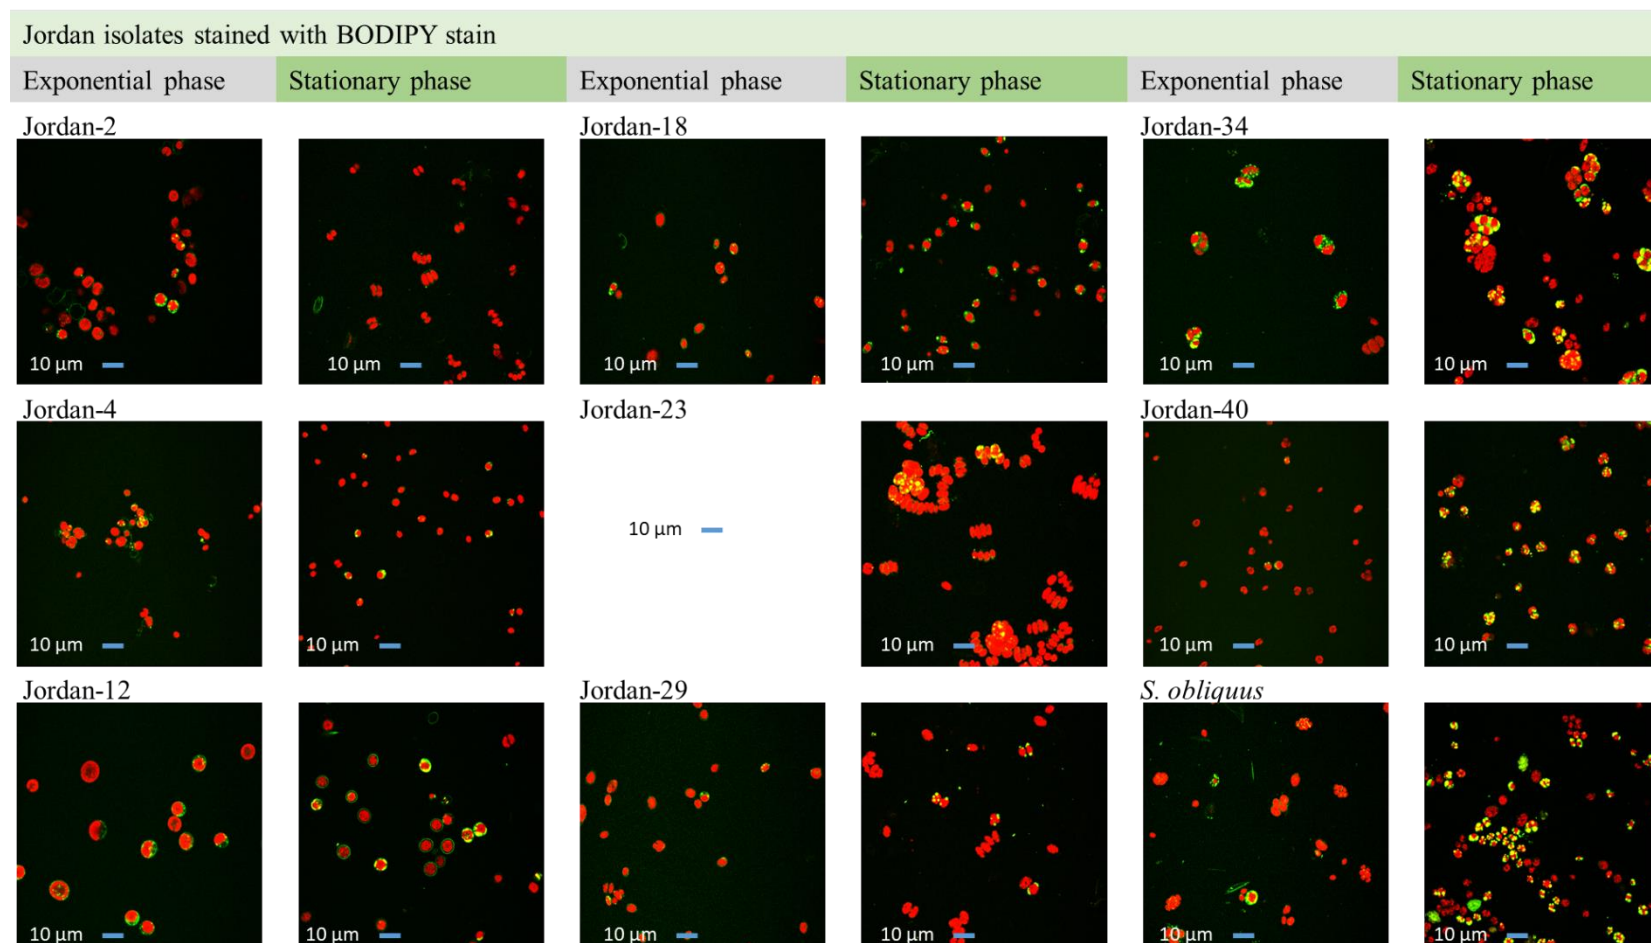 Jordan isolates stained with BODIPY stain
Exponential phase Stationary phase Exponential phase Stationary phase Exponential phase Stationary phase
Jordan-2 Jordan-18 Jordan-34
10 µm 10 µm 10 µm 10 µm 10 µm 10 µm
Jordan-4 Jordan-23 Jordan-40
10 µm
10 µm 10 µm 10 µm 10 µm 10 µm
Jordan-12 Jordan-29 S. obliquus
10 µm 10 µm 10 µm 10 µm 10 µm 10 µm